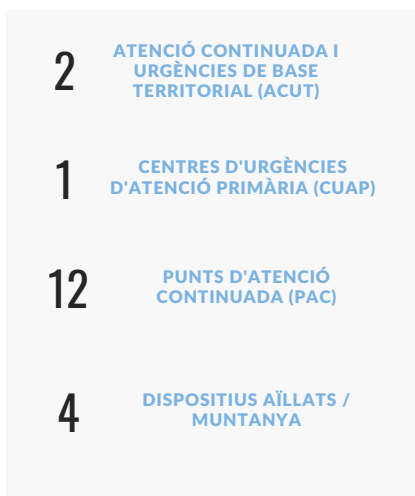 2
ATENCIÓ CONTINUADA I
URGÈNCIES DE BASE
TERRITORIAL (ACUT)
1
CENTRES D'URGÈNCIES
D'ATENCIÓ PRIMÀRIA (CUAP)
12
PUNTS D'ATENCIÓ
CONTINUADA (PAC)
4
DISPOSITIUS AÏLLATS /
MUNTANYA